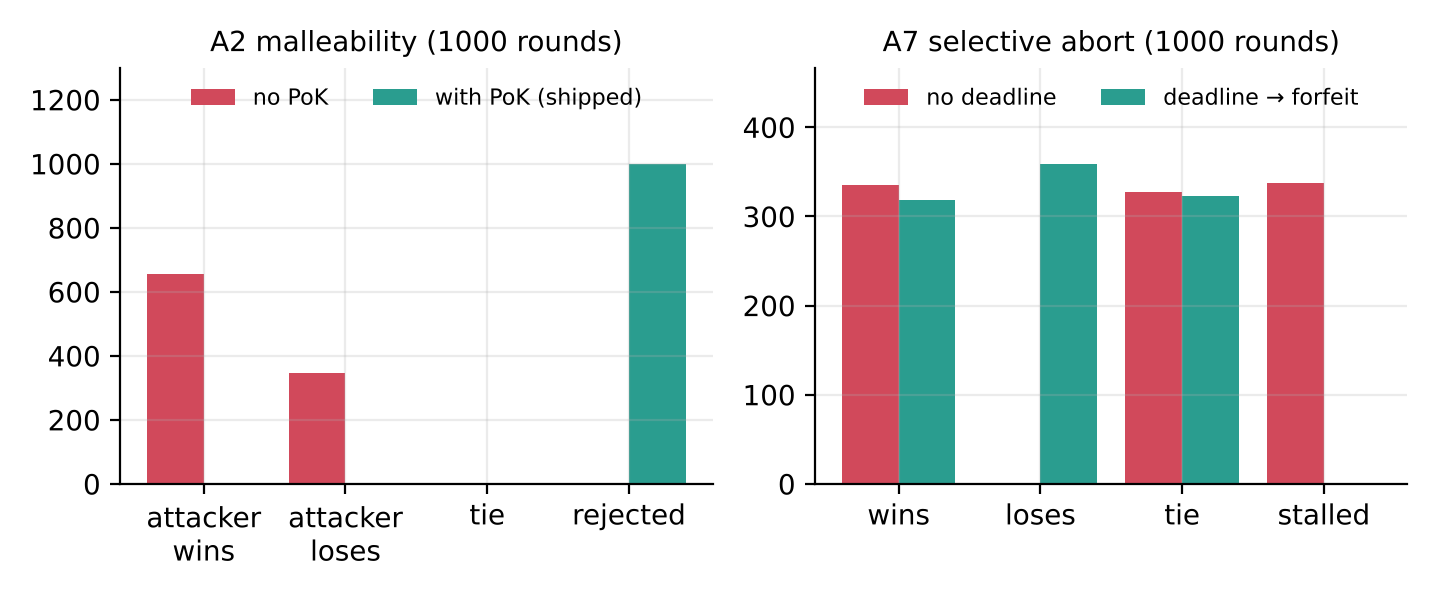 A2 malleability (1000 rounds)
no PoK
with PoK (shipped)
1200
1000
800
600
400
200
0
attacker wins
attacker loses
tie
rejected
A7 selective abort (1000 rounds)
no deadline
deadline → forfeit
400
300
200
100
0
wins
loses
tie
stalled